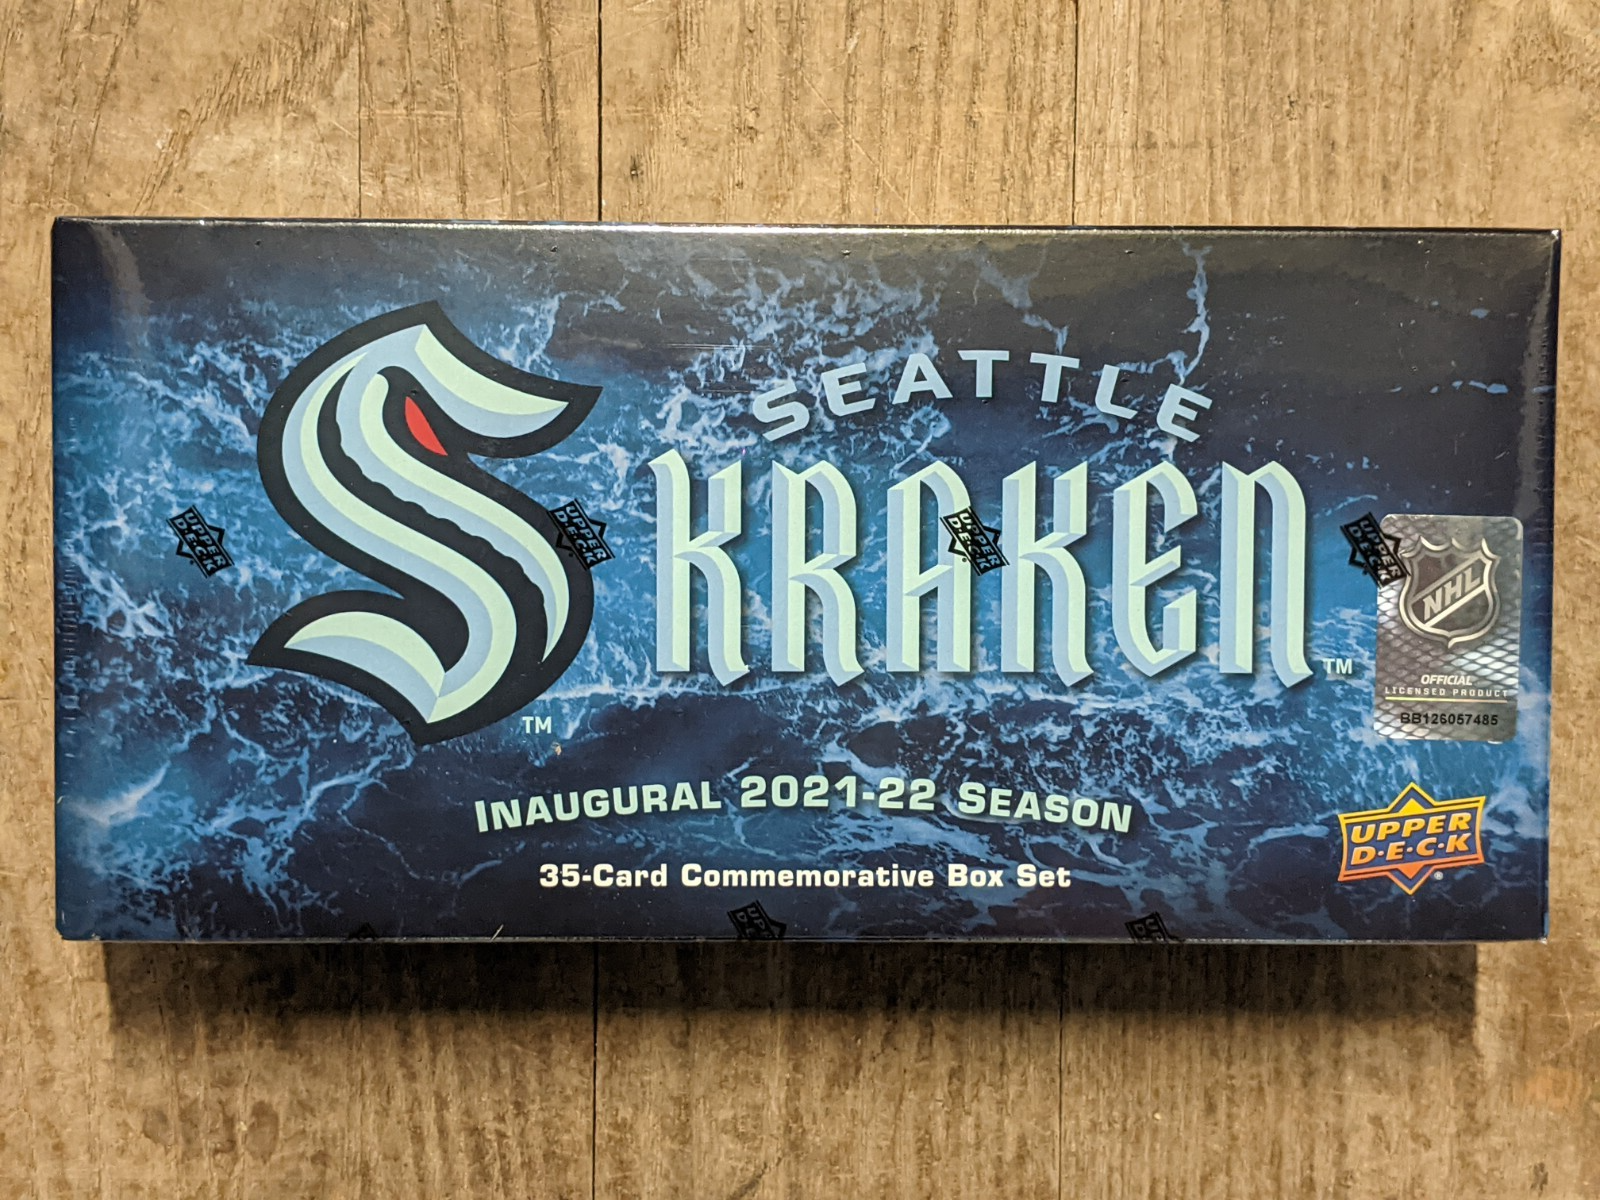 SEATTLE
KRAKEN
TM
TM
UPPER
DECK
UPPER
DECK
UPPER
DECK
UPPER
DECK
NHL
OFFICIAL
LICENSED PRODUCT
BB126057485
INAUGURAL 2021-22 SEASON
35-Card Commemorative Box Set
UPPER
D·E·C·K
®